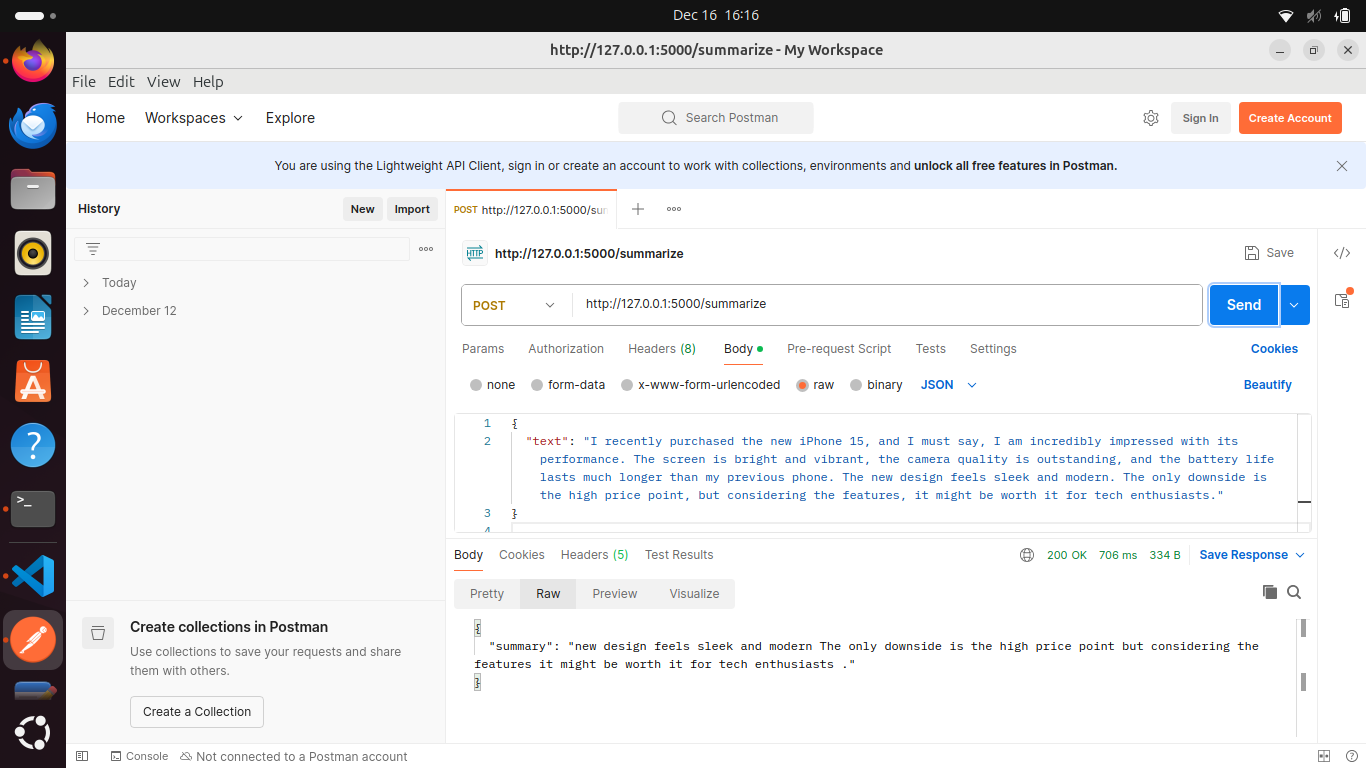 Dec 16 16:16
http://127.0.0.1:5000/summarize - My Workspace
File Edit View Help
Home Workspaces Explore
Search Postman
Sign In
Create Account
You are using the Lightweight API Client, sign in or create an account to work with collections, environments and unlock all free features in Postman.
History
New
Import
POST http://127.0.0.1:5000/sum
HTTP http://127.0.0.1:5000/summarize
Save
Today
December 12
POST http://127.0.0.1:5000/summarize
Send
Params Authorization Headers (8) Body Pre-request Script Tests Settings
Cookies
none form-data x-www-form-urlencoded raw binary JSON
Beautify
1 {
2 "text": "I recently purchased the new iPhone 15, and I must say, I am incredibly impressed with its
performance. The screen is bright and vibrant, the camera quality is outstanding, and the battery life
lasts much longer than my previous phone. The new design feels sleek and modern. The only downside is
the high price point, but considering the features, it might be worth it for tech enthusiasts."
3 }
4
Body Cookies Headers (5) Test Results
200 OK 706 ms 334 B Save Response
Pretty Raw Preview Visualize
{
"summary": "new design feels sleek and modern The only downside is the high price point but considering the
features it might be worth it for tech enthusiasts ."
}
Create collections in Postman
Use collections to save your requests and share
them with others.
Create a Collection
Console Not connected to a Postman account